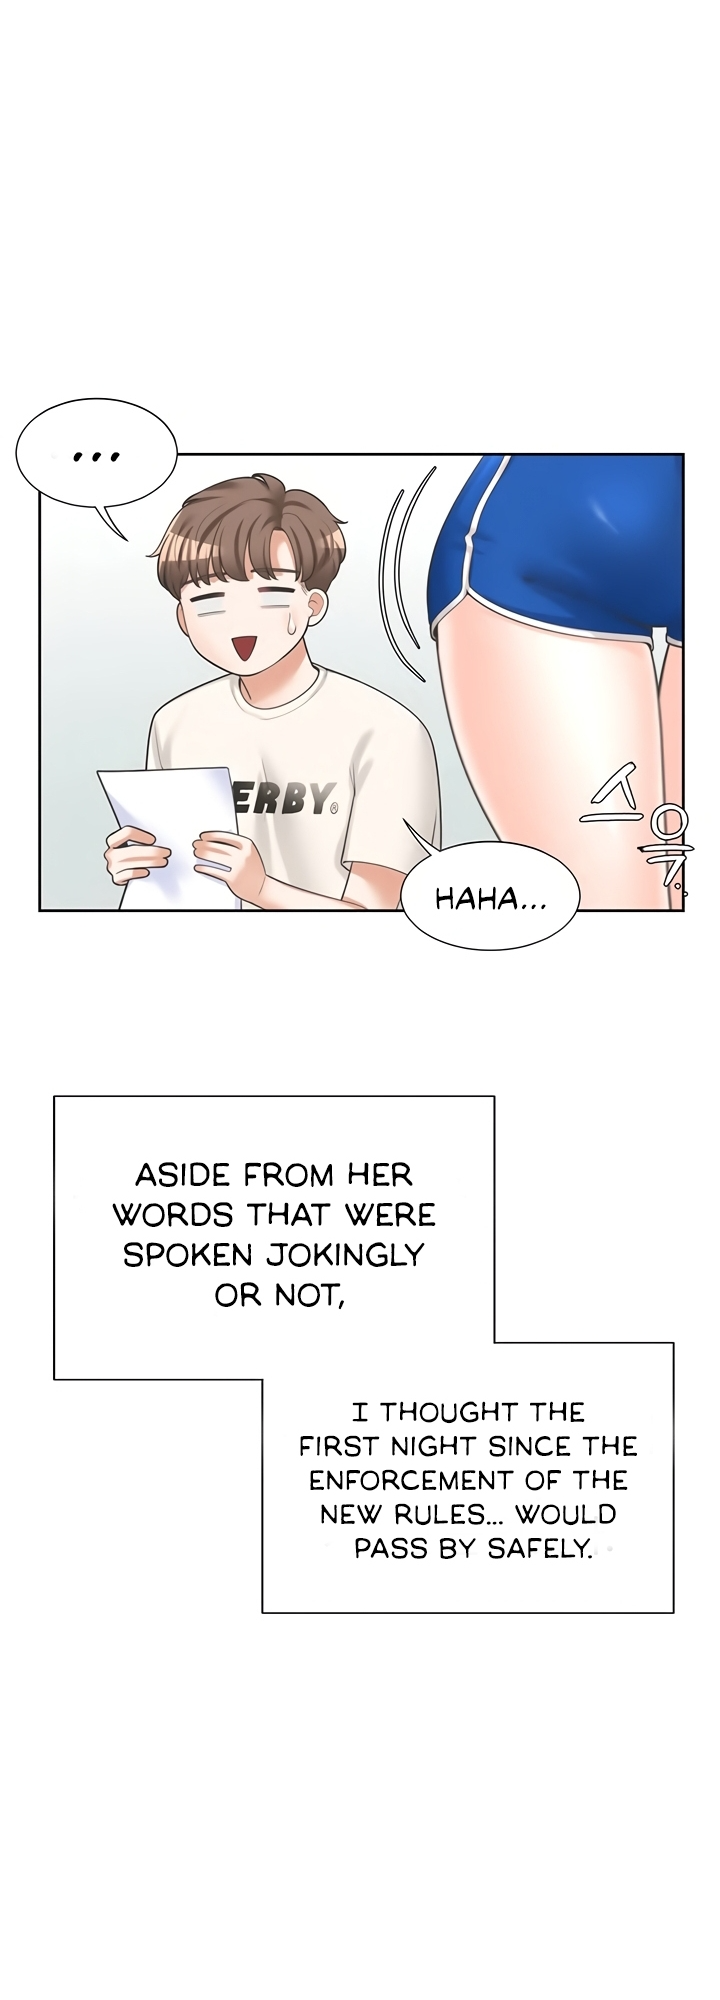 ...
ERBY®
스윽..
HAHA...
ASIDE FROM HER
WORDS THAT WERE
SPOKEN JOKINGLY
OR NOT,
I THOUGHT THE
FIRST NIGHT SINCE THE
ENFORCEMENT OF THE
NEW RULES... WOULD
PASS BY SAFELY.